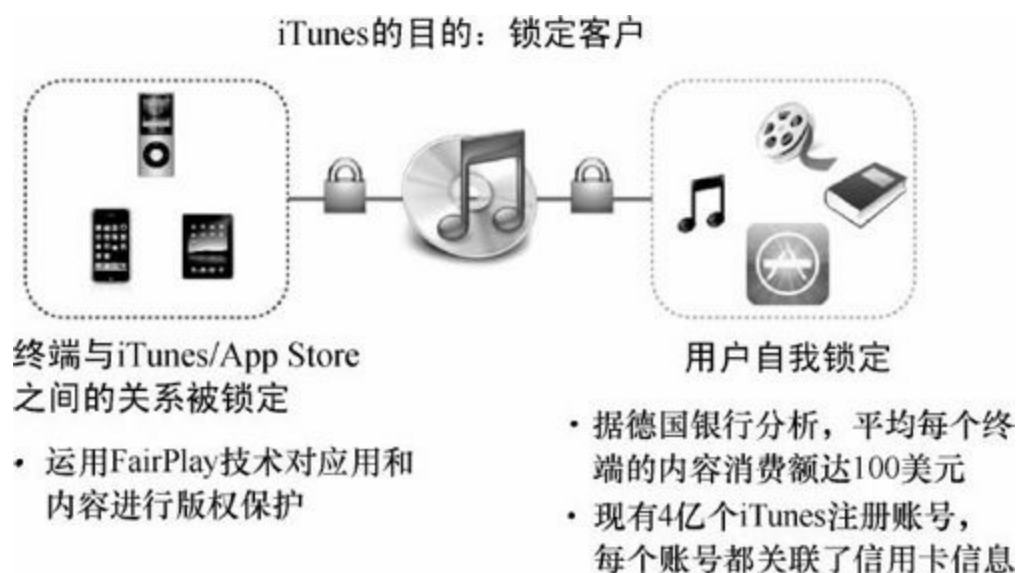 iTunes的目的：锁定客户
终端与iTunes/App Store
之间的关系被锁定
• 运用FairPlay技术对应用和
内容进行版权保护
用户自我锁定
• 据德国银行分析，平均每个终
端的内容消费额达100美元
• 现有4亿个iTunes注册账号，
每个账号都关联了信用卡信息